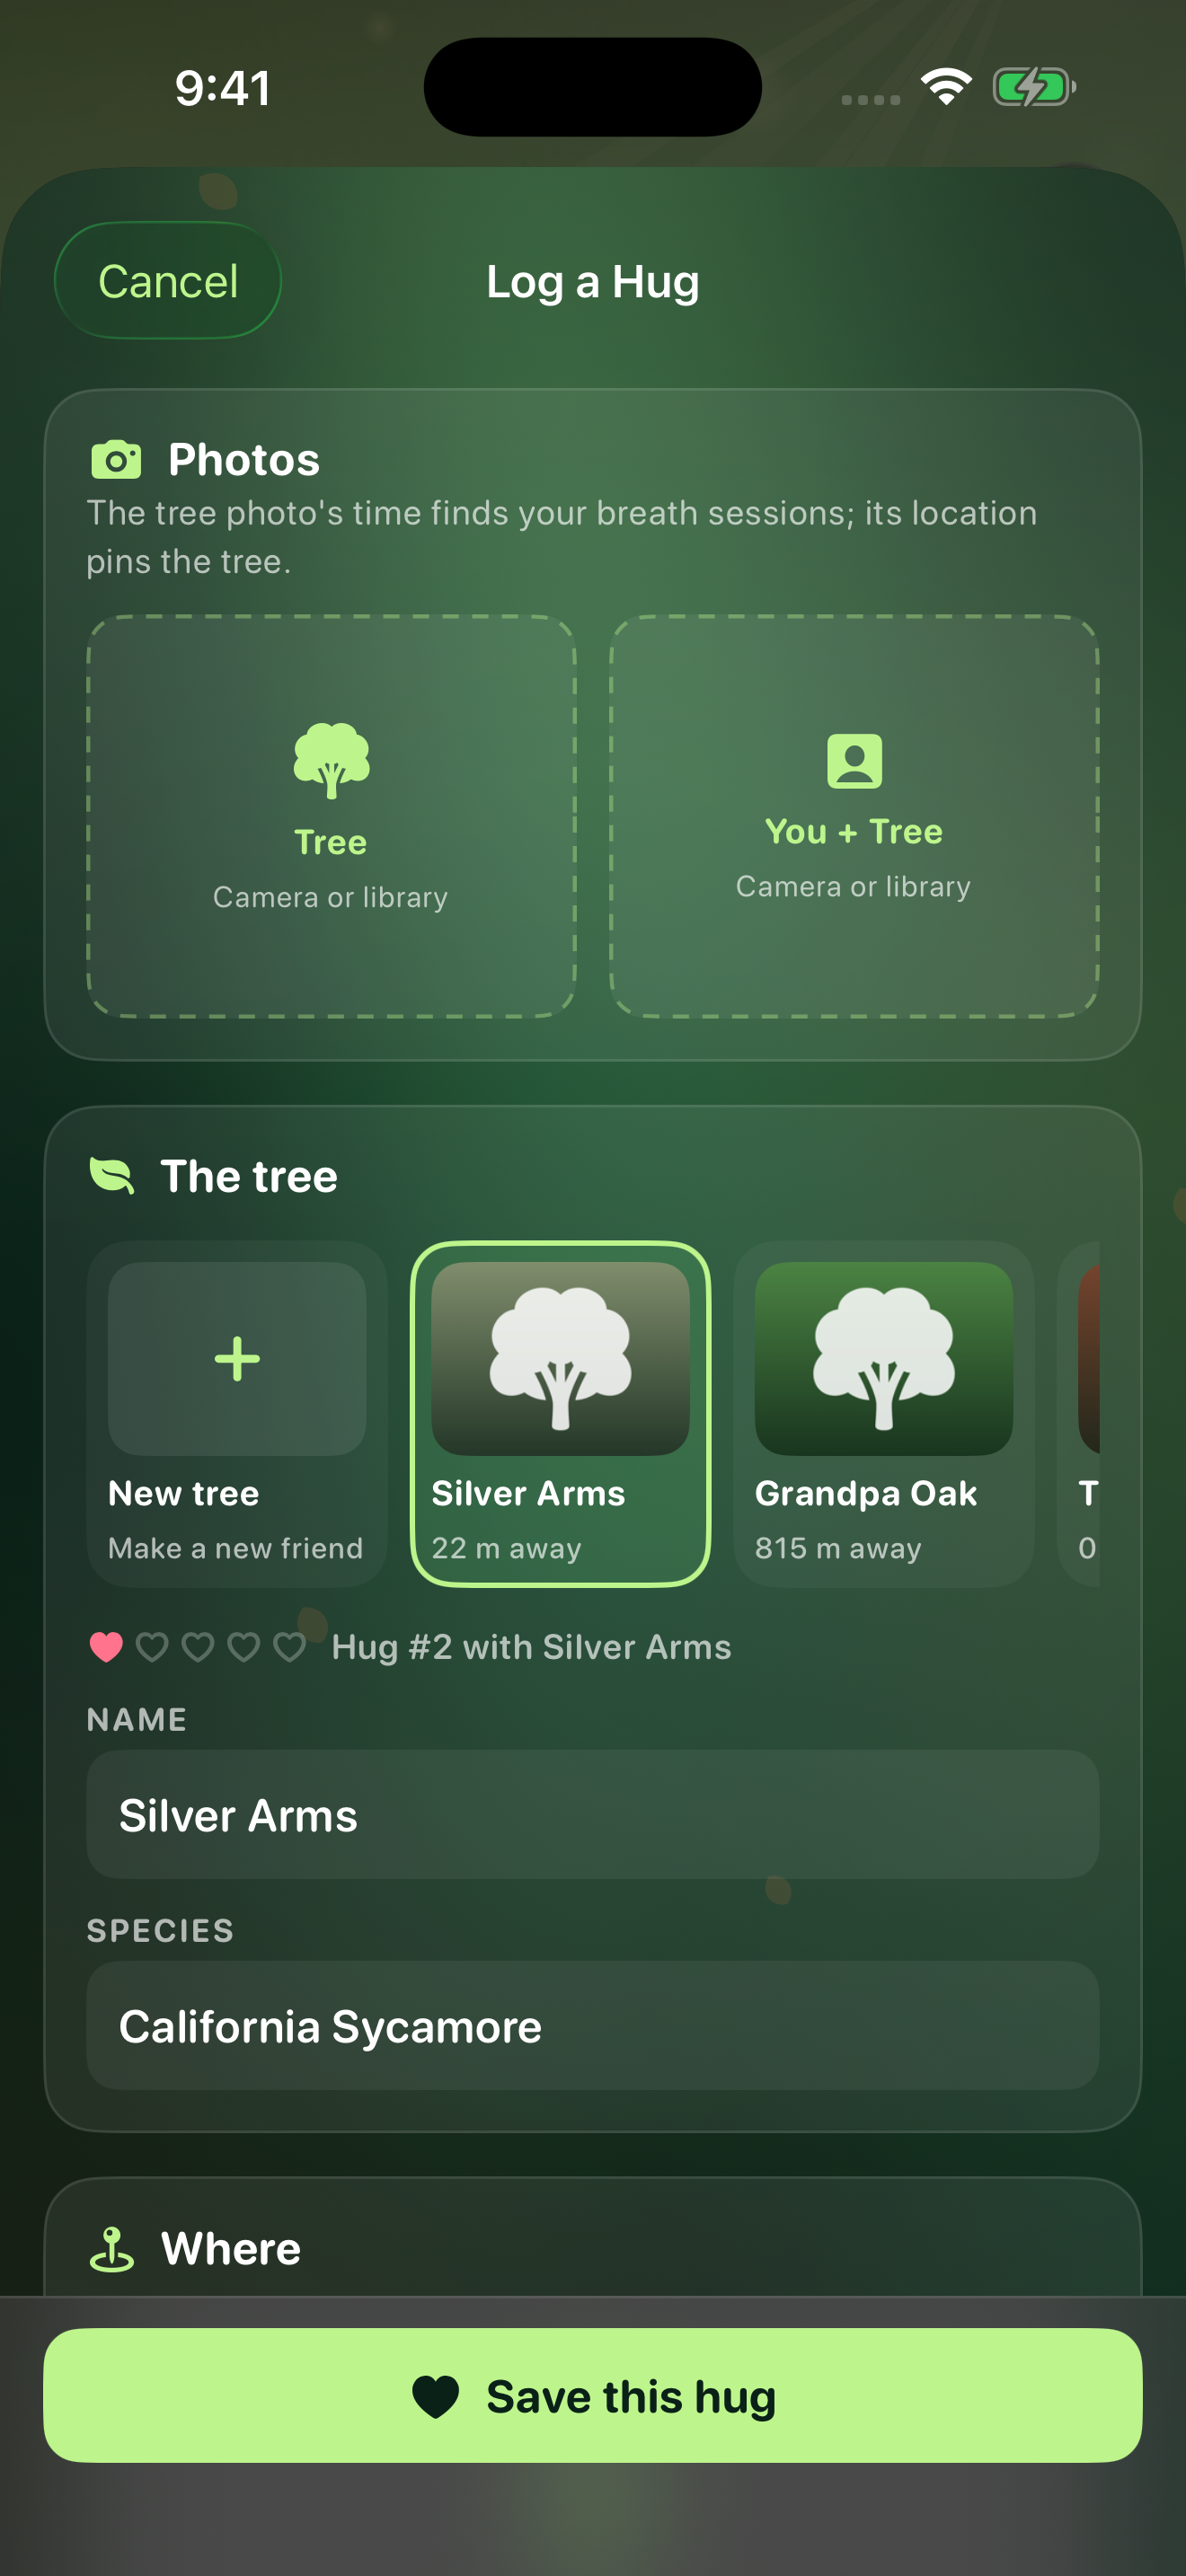 9:41
Cancel
Log a Hug
Photos
The tree photo's time finds your breath sessions; its location
pins the tree.
Tree
Camera or library
You + Tree
Camera or library
The tree
New tree
Make a new friend
Silver Arms
22 m away
Grandpa Oak
815 m away
T
0
Hug #2 with Silver Arms
NAME
Silver Arms
SPECIES
California Sycamore
Where
Save this hug